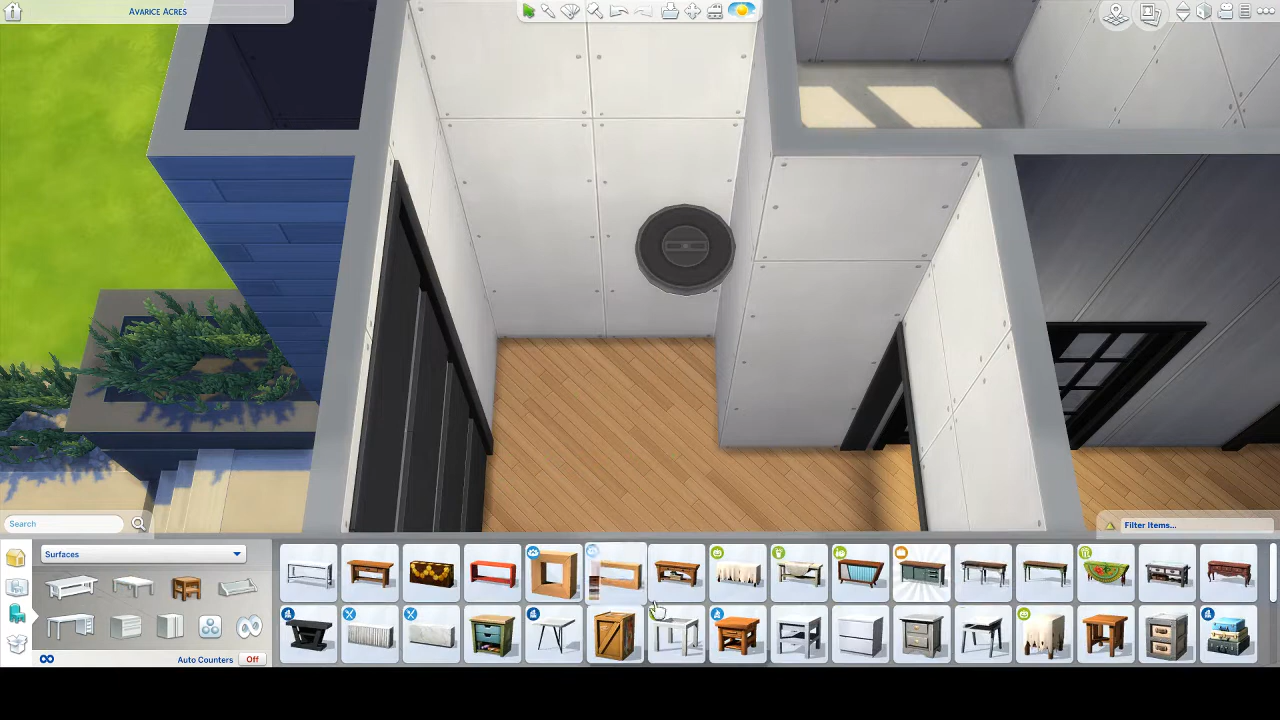 AVARICE ACRES
Search
Filter Items...
Surfaces
Auto Counters Off